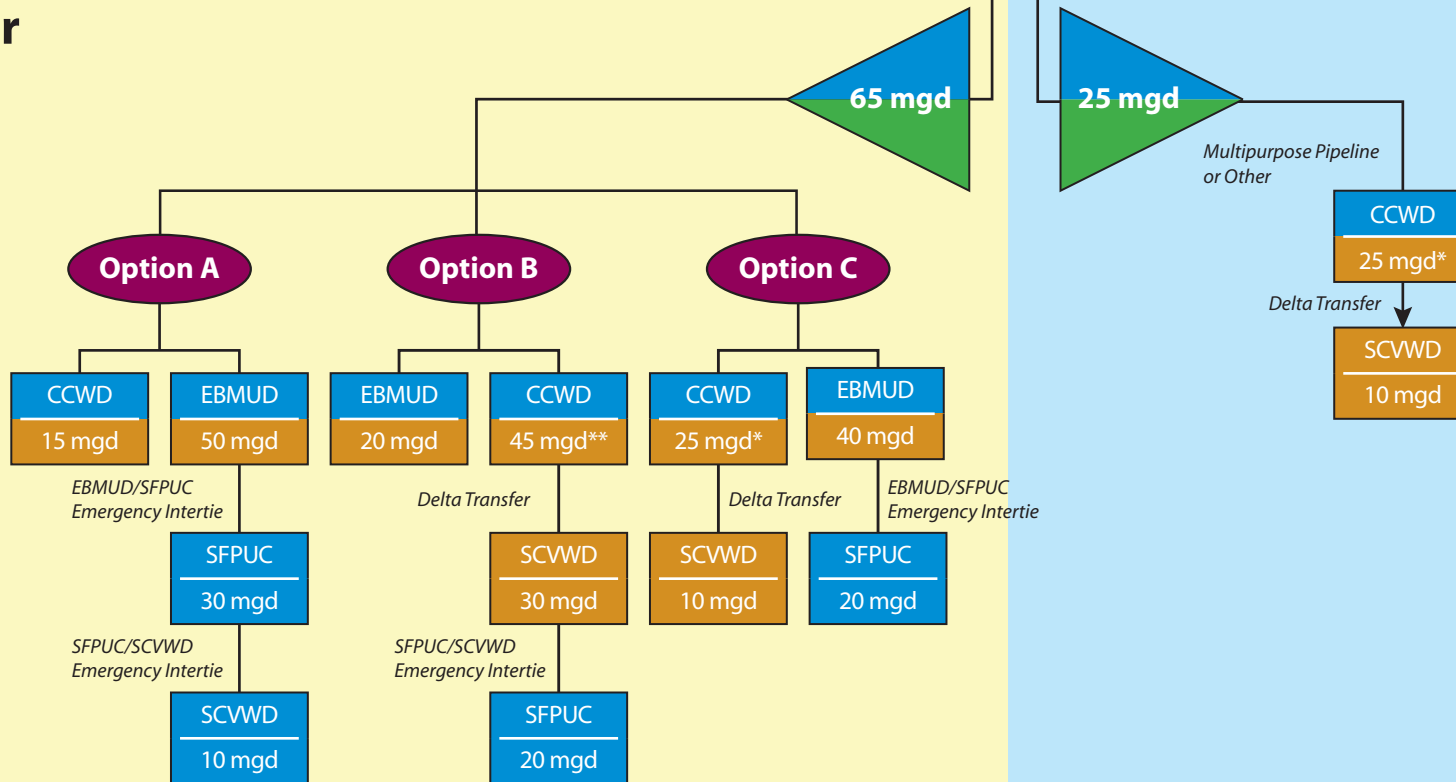 r
65 mgd
25 mgd
Multipurpose Pipeline
or Other
CCWD
25 mgd*
Delta Transfer
SCVWD
10 mgd
Option A
Option B
Option C
CCWD
15 mgd
EBMUD
50 mgd
EBMUD
20 mgd
CCWD
45 mgd**
CCWD
25 mgd*
EBMUD
40 mgd
EBMUD/SFPUC
Emergency Intertie
Delta Transfer
Delta Transfer
EBMUD/SFPUC
Emergency Intertie
SFPUC
30 mgd
SCVWD
30 mgd
SCVWD
10 mgd
SFPUC
20 mgd
SFPUC/SCVWD
Emergency Intertie
SFPUC/SCVWD
Emergency Intertie
SCVWD
10 mgd
SFPUC
20 mgd